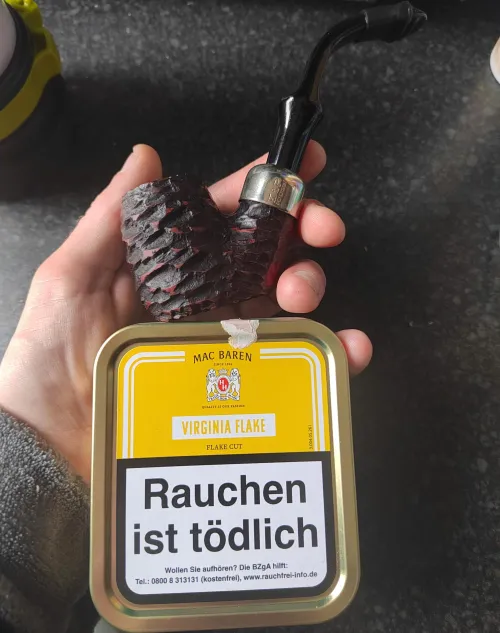 MAC BAREN
VIRGINIA FLAKE
FLAKE CUT
Rauchen
ist tödlich
Wollen Sie aufhören? Die BZgA hilft:
Tel.: 0800 8 313131 (kostenfrei), www.rauchfrei-info.de